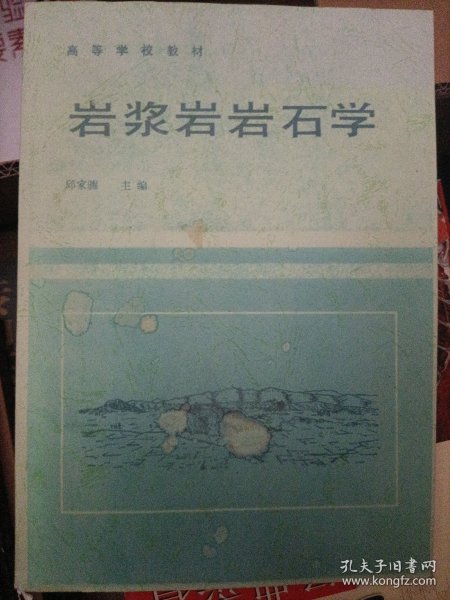 高等学校教材
岩浆岩岩石学
邱家骧 主编
孔夫子旧书网
www.kongfz.com